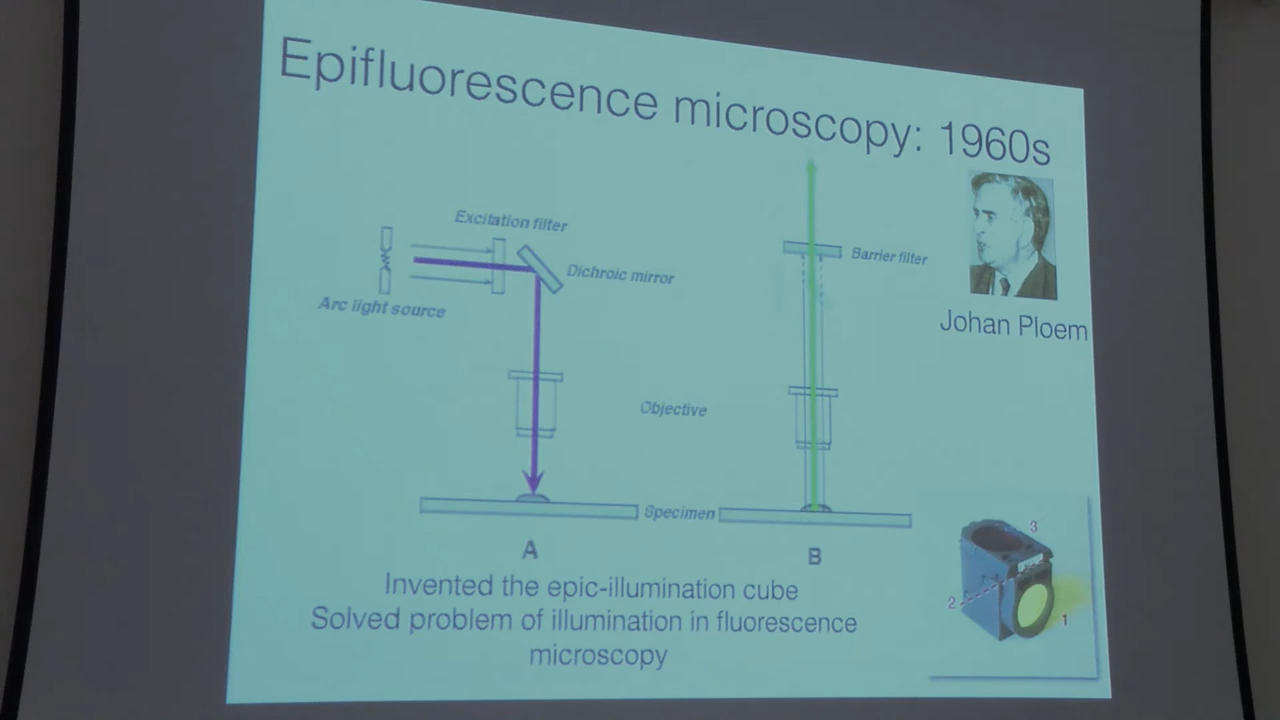 Epifluorescence microscopy: 1960s
Excitation filter
Dichroic mirror
Arc light source
Barrier filter
Johan Ploem
Objective
Specimen
A
B
Invented the epic-illumination cube
Solved problem of illumination in fluorescence
microscopy
3
2
1